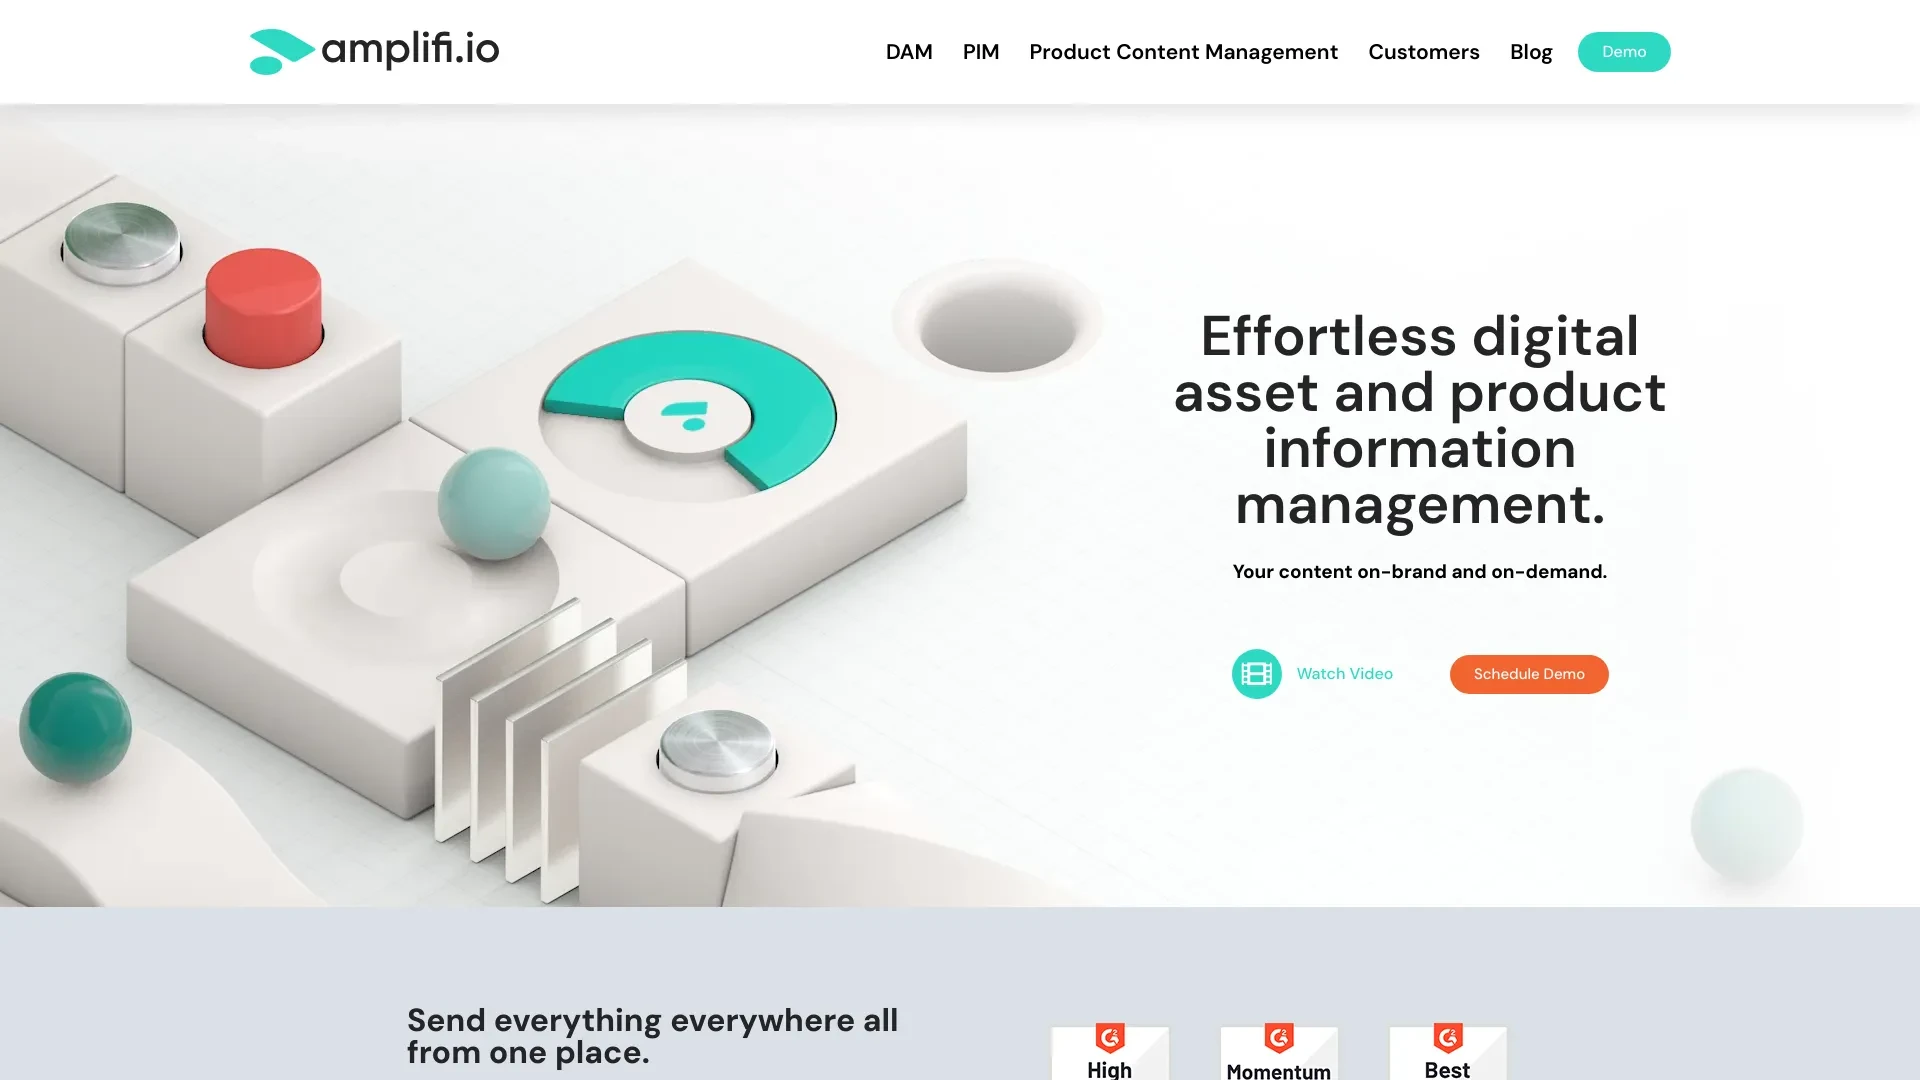 amplifi.io
DAM PIM Product Content Management Customers Blog Demo
Effortless digital
asset and product
information
management.
Your content on-brand and on-demand.
Watch Video Schedule Demo
Send everything everywhere all
from one place.
High
Momentum
Best